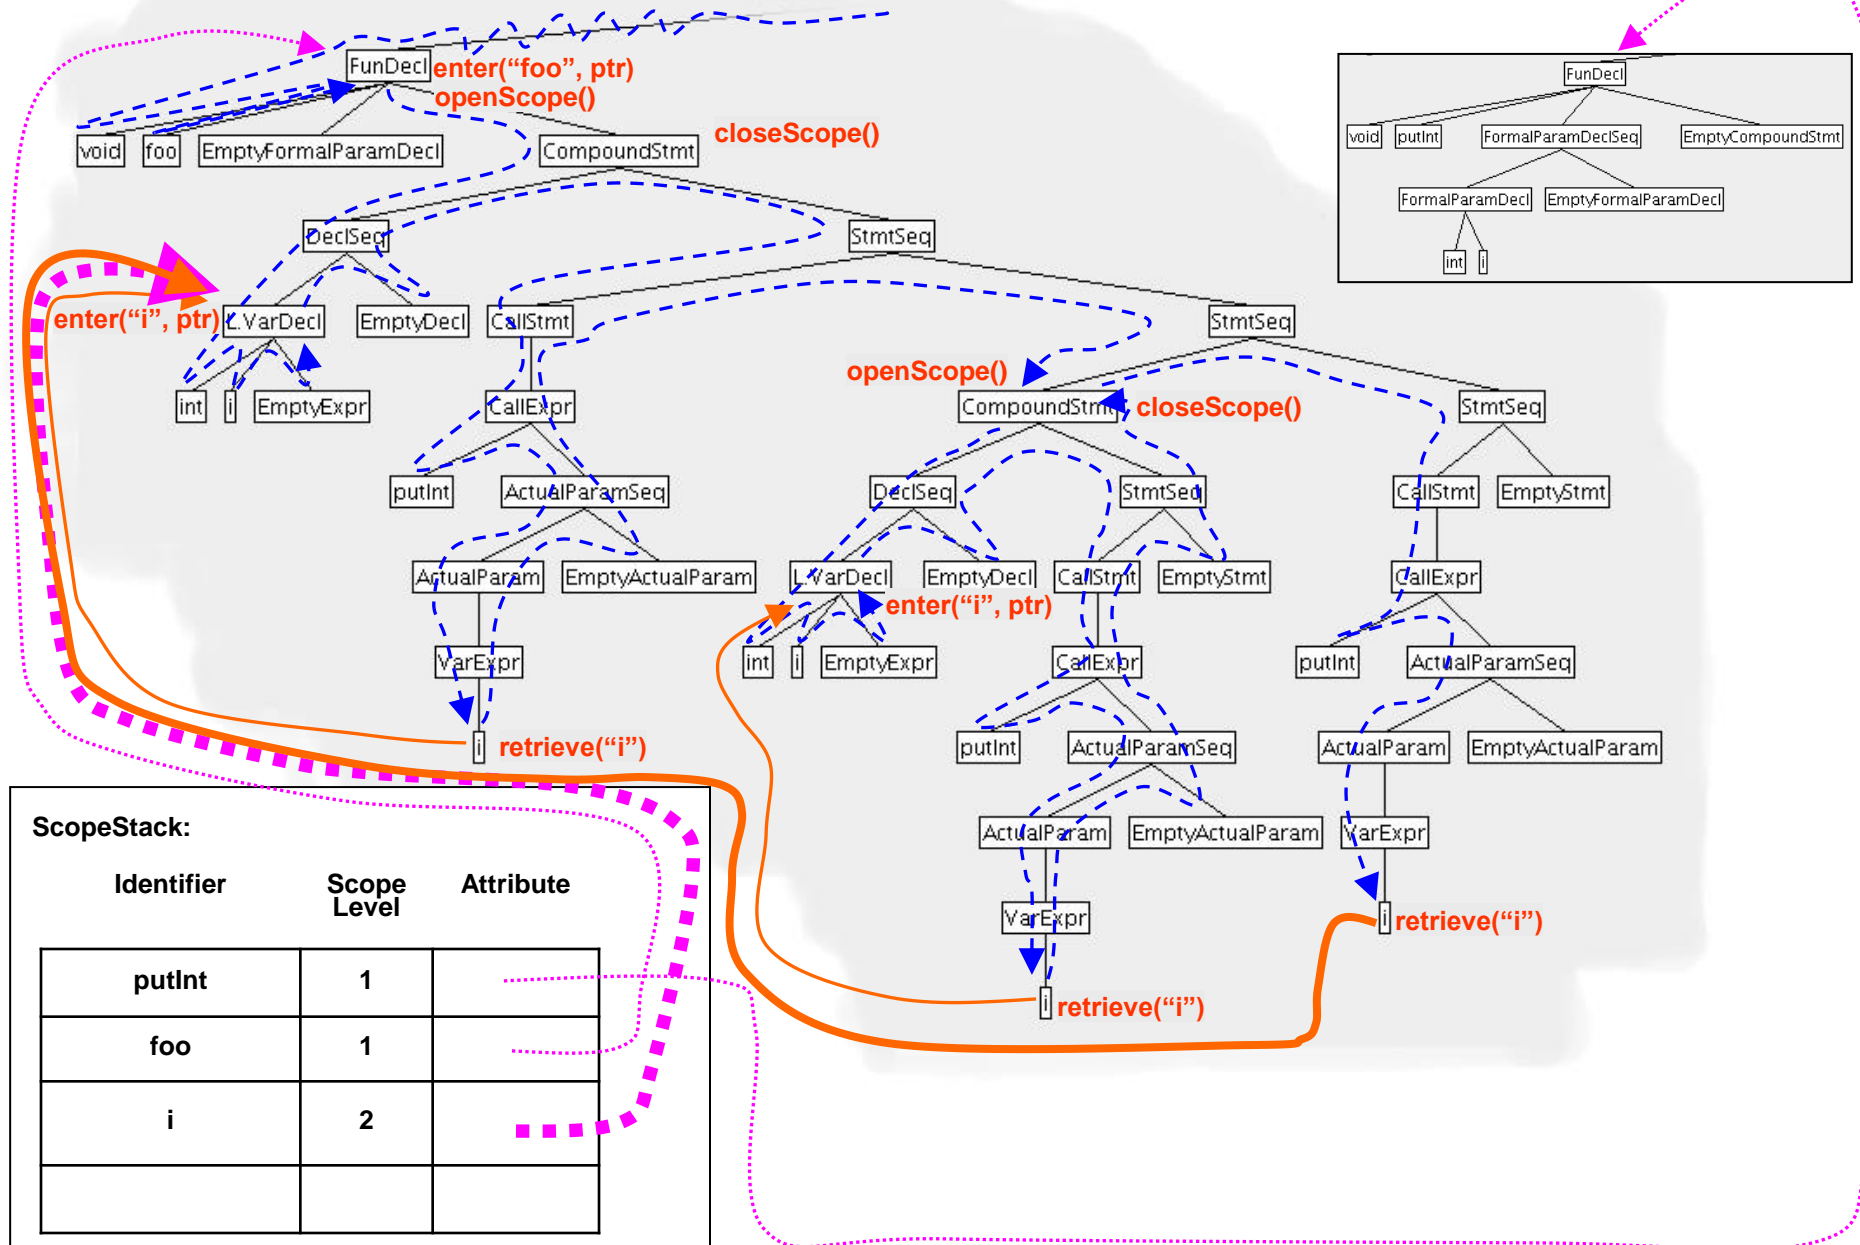 FunDecl
enter(“foo”, ptr)
openScope()
void
foo
EmptyFormalParamDecl
CompoundStmt
closeScope()
DeclSeq
StmtSeq
enter(“i”, ptr)
L.VarDecl
EmptyDecl
CallStmt
StmtSeq
int
i
EmptyExpr
CallExpr
openScope()
CompoundStmt
closeScope()
StmtSeq
putInt
ActualParamSeq
DeclSeq
StmtSeq
CallStmt
EmptyStmt
ActualParam
EmptyActualParam
L.VarDecl
EmptyDecl
enter(“i”, ptr)
CallStmt
EmptyStmt
CallExpr
VarExpr
int
i
EmptyExpr
CallExpr
putInt
ActualParamSeq
i
retrieve(“i”)
putInt
ActualParamSeq
ActualParam
EmptyActualParam
ActualParam
EmptyActualParam
VarExpr
VarExpr
i
retrieve(“i”)
i
retrieve(“i”)
FunDecl
void
putInt
FormalParamDeclSeq
EmptyCompoundStmt
FormalParamDecl
EmptyFormalParamDecl
int
i
ScopeStack:
Identifier
Scope
Level
Attribute
putInt 1
foo 1
i 2